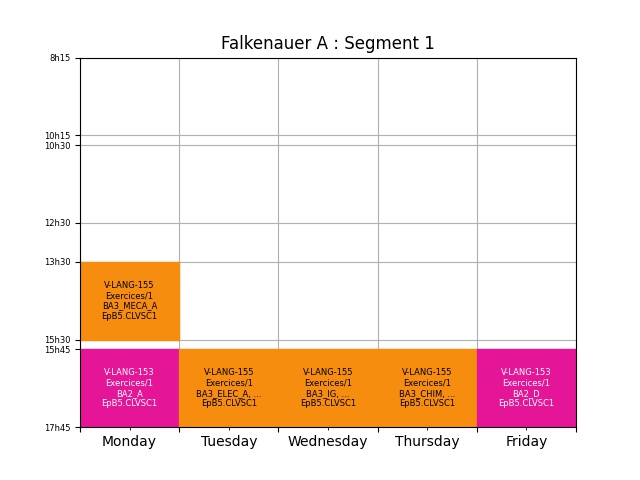 Falkenauer A : Segment 1
8h15
10h15
10h30
12h30
13h30
V-LANG-155
Exercices/1
BA3_MECA_A
EpB5.CLVSC1
15h30
15h45
V-LANG-153
Exercices/1
BA2_A
EpB5.CLVSC1
V-LANG-155
Exercices/1
BA3_ELEC_A, ...
EpB5.CLVSC1
V-LANG-155
Exercices/1
BA3_IG, ...
EpB5.CLVSC1
V-LANG-155
Exercices/1
BA3_CHIM, ...
EpB5.CLVSC1
V-LANG-153
Exercices/1
BA2_D
EpB5.CLVSC1
17h45
Monday
Tuesday
Wednesday
Thursday
Friday